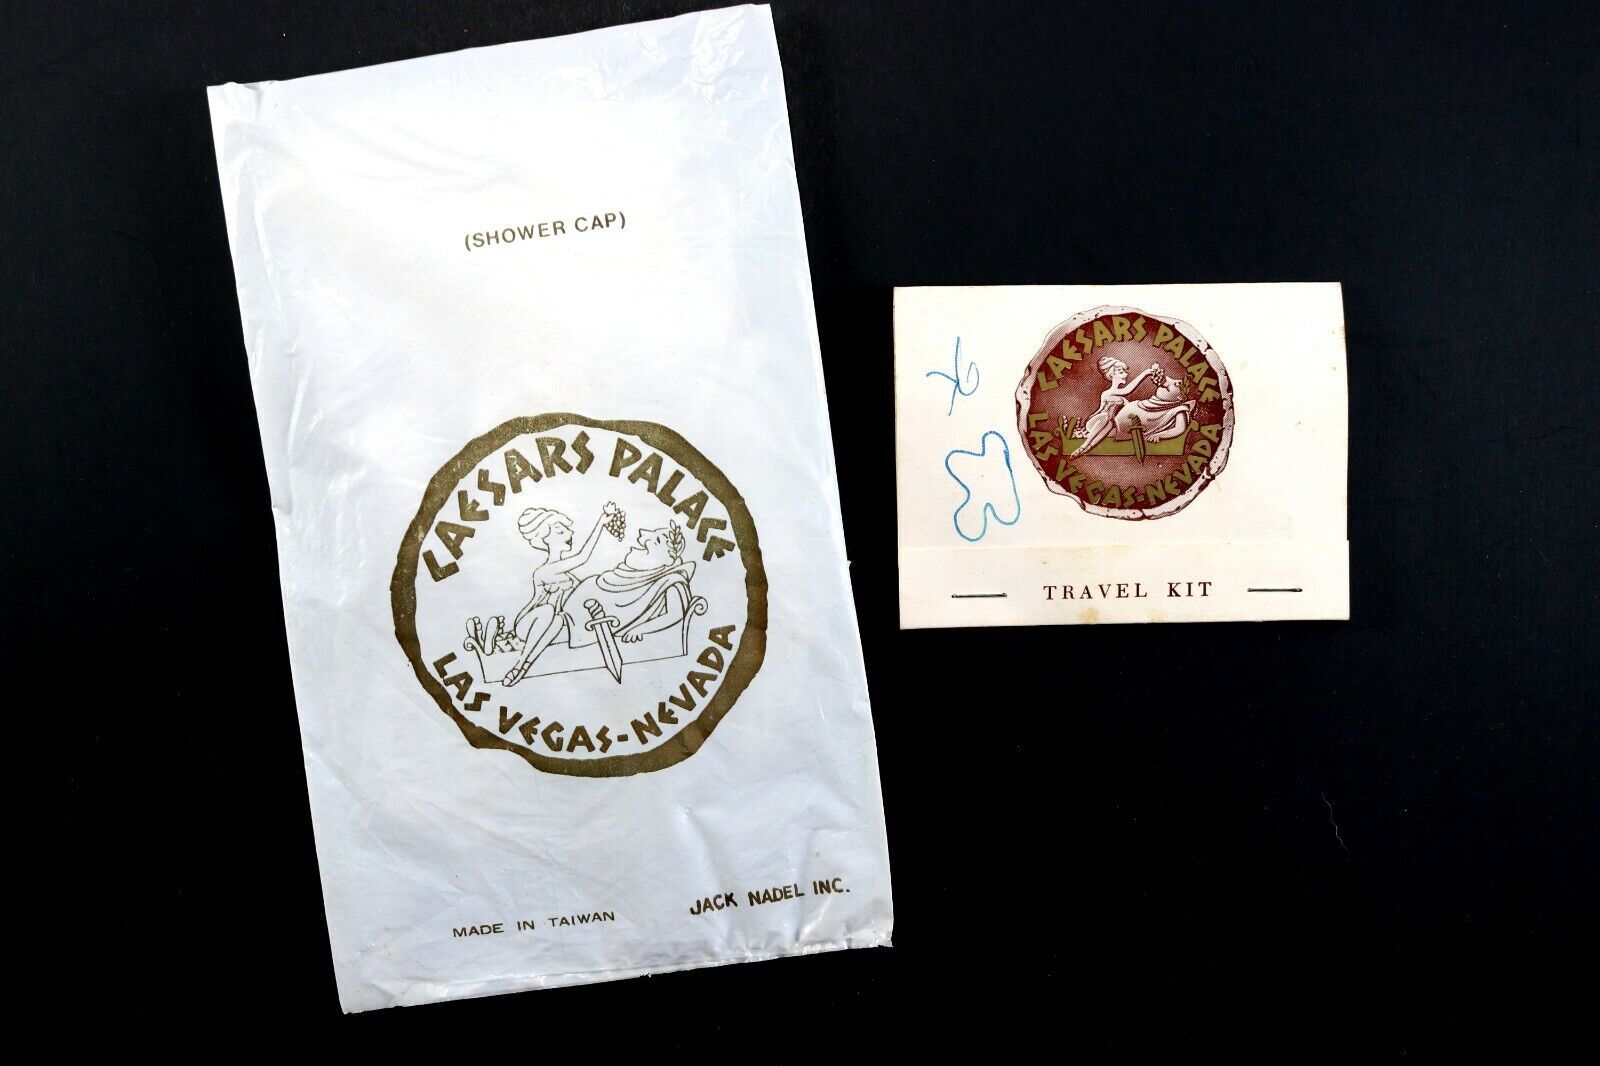 (SHOWER CAP)
CAESARS PALACE
LAS VEGAS-NEVADA
MADE IN TAIWAN
JACK NADEL INC.
CAESARS PALACE
LAS VEGAS-NEVADA
TRAVEL KIT